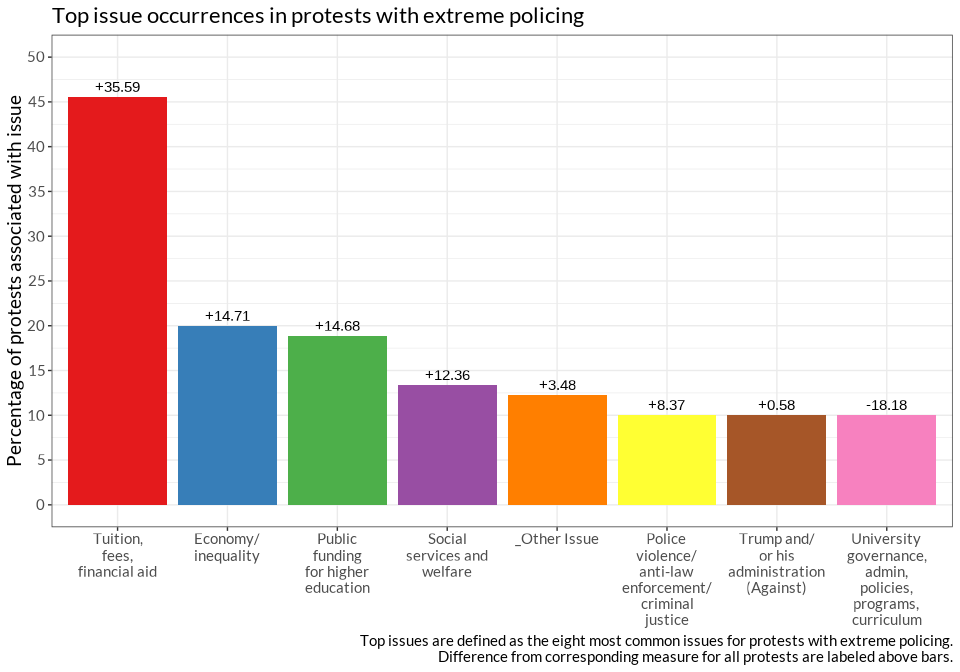 Top issue occurrences in protests with extreme policing
Percentage of protests associated with issue
50
45
40
35
30
25
20
15
10
5
0
+35.59
+14.71
+14.68
+12.36
+3.48
+8.37
+0.58
-18.18
Tuition,
fees,
financial aid
Economy/
inequality
Public
funding
for higher
education
Social
services and
welfare
_Other Issue
Police
violence/
anti-law
enforcement/
criminal
justice
Trump and/
or his
administration
(Against)
University
governance,
admin,
policies,
programs,
curriculum
Top issues are defined as the eight most common issues for protests with extreme policing.
Difference from corresponding measure for all protests are labeled above bars.